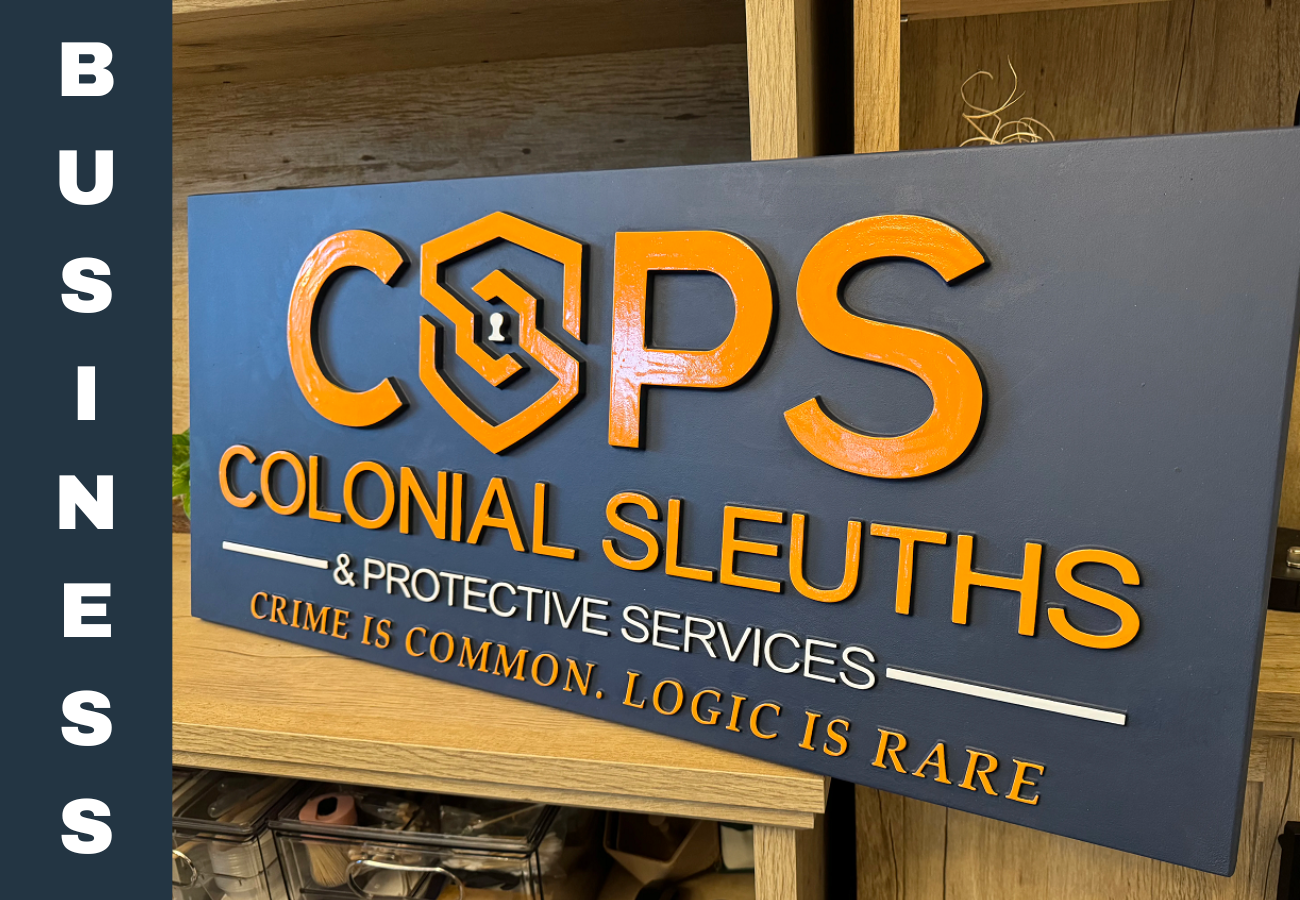 BUSINESS
COPS
COLONIAL SLEUTHS
& PROTECTIVE SERVICES
CRIME IS COMMON. LOGIC IS RARE